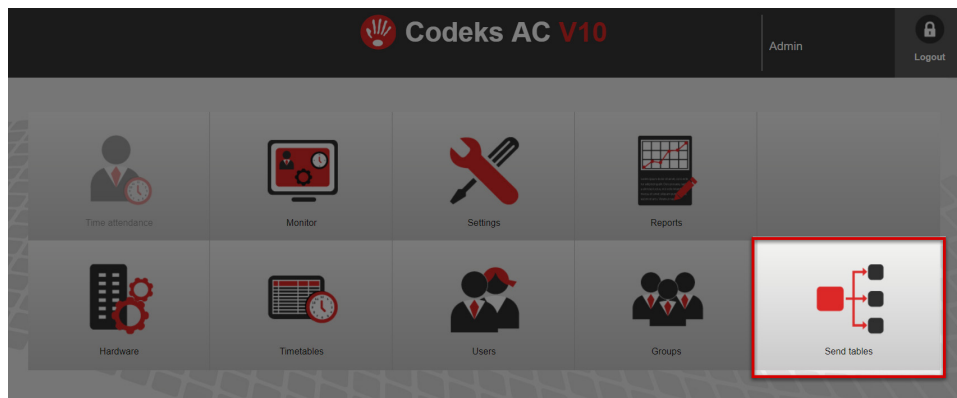 Codeks AC V10
Admin
Logout
Time attendance
Monitor
Settings
Reports
Hardware
Timetables
Users
Groups
Send tables